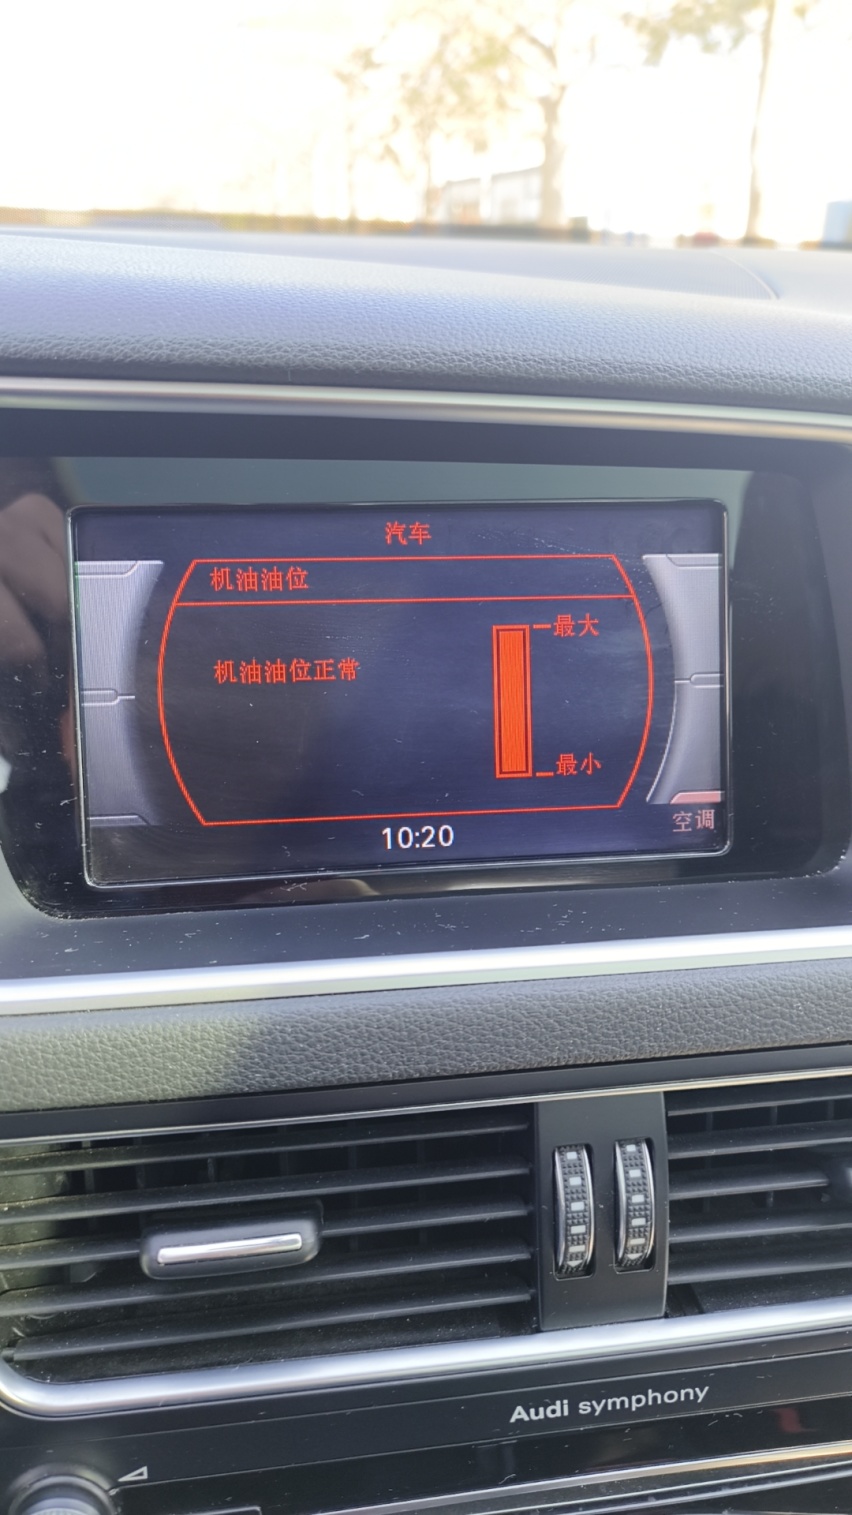 汽车
机油油位
最大
机油油位正常
最小
空调
10:20
Audi symphony